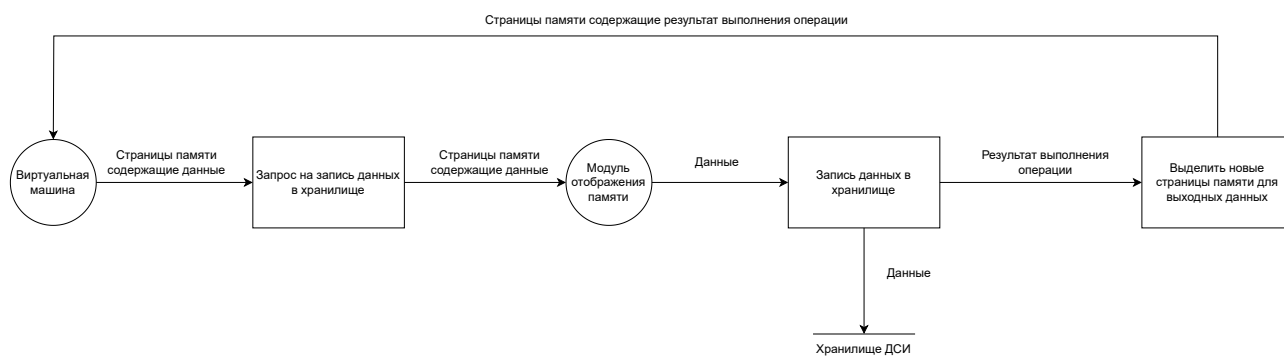 Страницы памяти содержащие результат выполнения операции
Виртуальная
машина
Страницы памяти
содержащие данные
Запрос на запись данных
в хранилище
Страницы памяти
содержащие данные
Модуль
отображения
памяти
Данные
Запись данных в
хранилище
Результат выполнения
операции
Выделить новые
страницы памяти для
выходных данных
Данные
Хранилище ДСИ